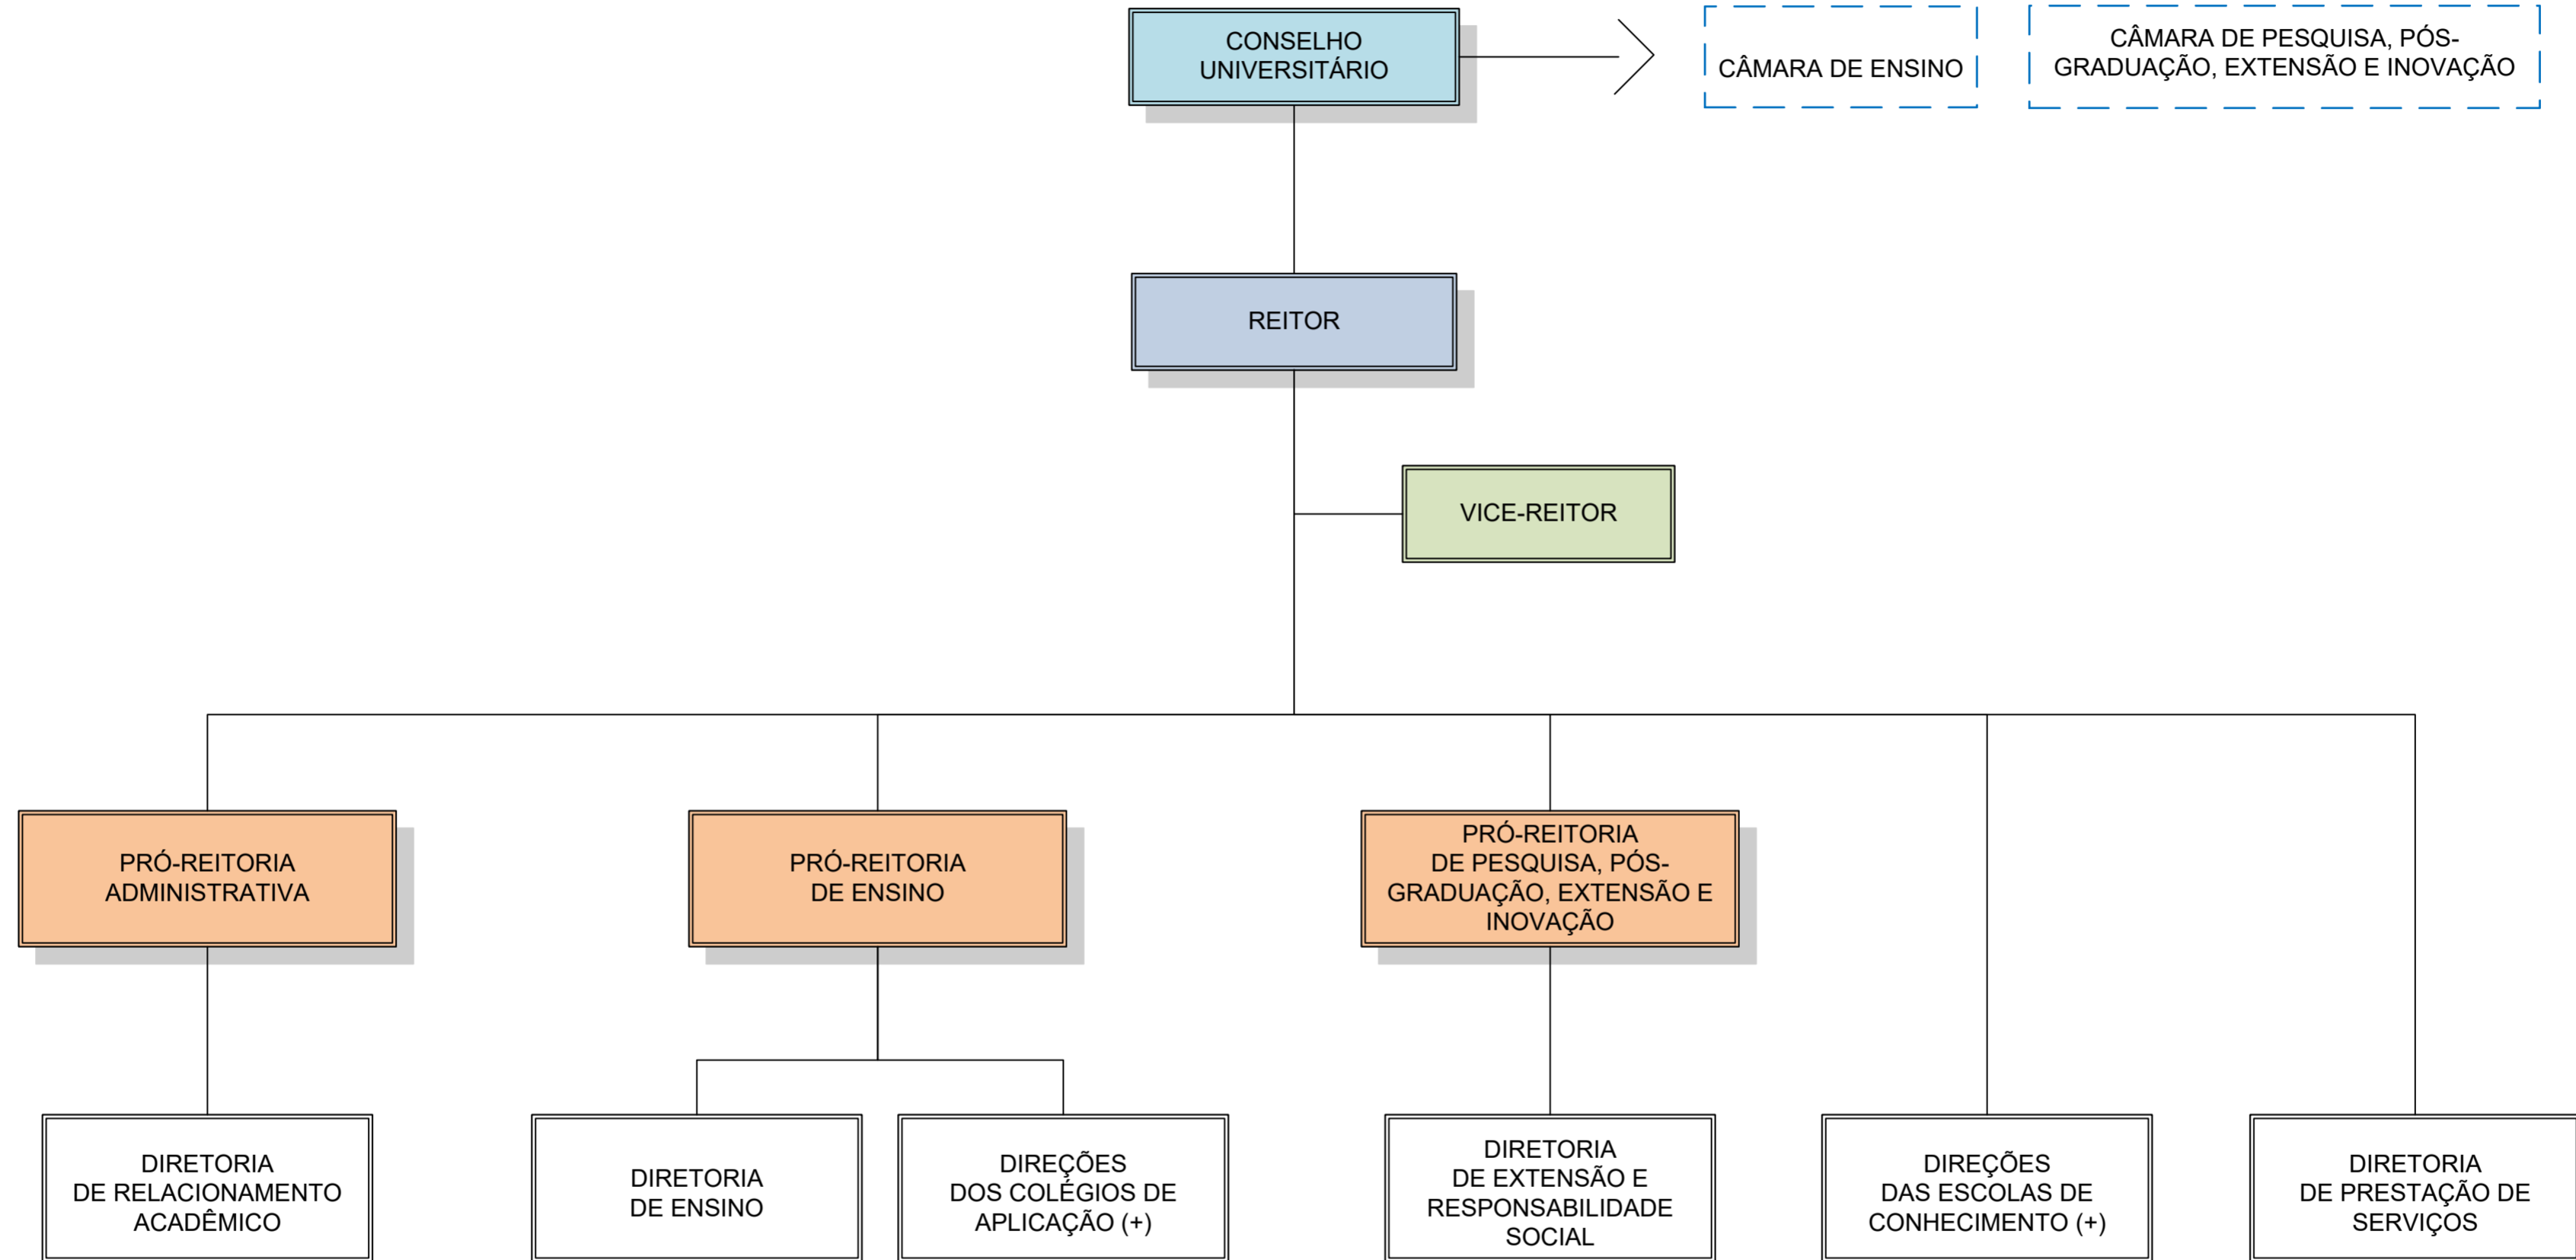 CONSELHO
UNIVERSITÁRIO
CÂMARA DE ENSINO
CÂMARA DE PESQUISA, PÓS-
GRADUAÇÃO, EXTENSÃO E INOVAÇÃO
REITOR
VICE-REITOR
PRÓ-REITORIA
ADMINISTRATIVA
PRÓ-REITORIA
DE ENSINO
PRÓ-REITORIA
DE PESQUISA, PÓS-
GRADUAÇÃO, EXTENSÃO E
INOVAÇÃO
DIRETORIA
DE RELACIONAMENTO
ACADÊMICO
DIRETORIA
DE ENSINO
DIREÇÕES
DOS COLÉGIOS DE
APLICAÇÃO (+)
DIRETORIA
DE EXTENSÃO E
RESPONSABILIDADE
SOCIAL
DIREÇÕES
DAS ESCOLAS DE
CONHECIMENTO (+)
DIRETORIA
DE PRESTAÇÃO DE
SERVIÇOS